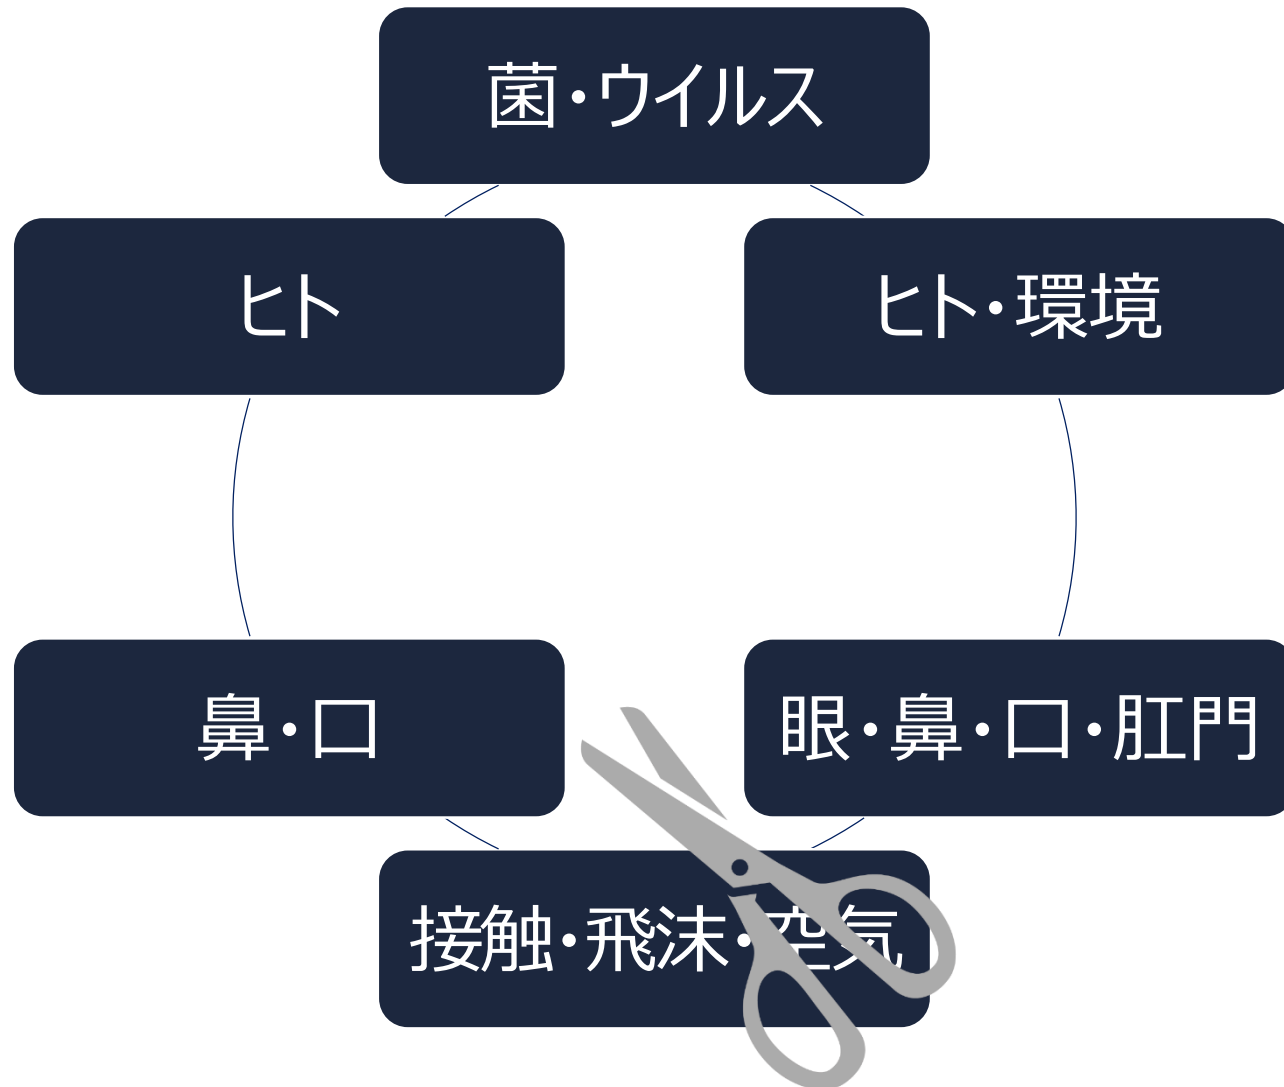 菌・ウイルス
ヒト
ヒト・環境
鼻・口
眼・鼻・口・肛門
接触・飛沫・空気